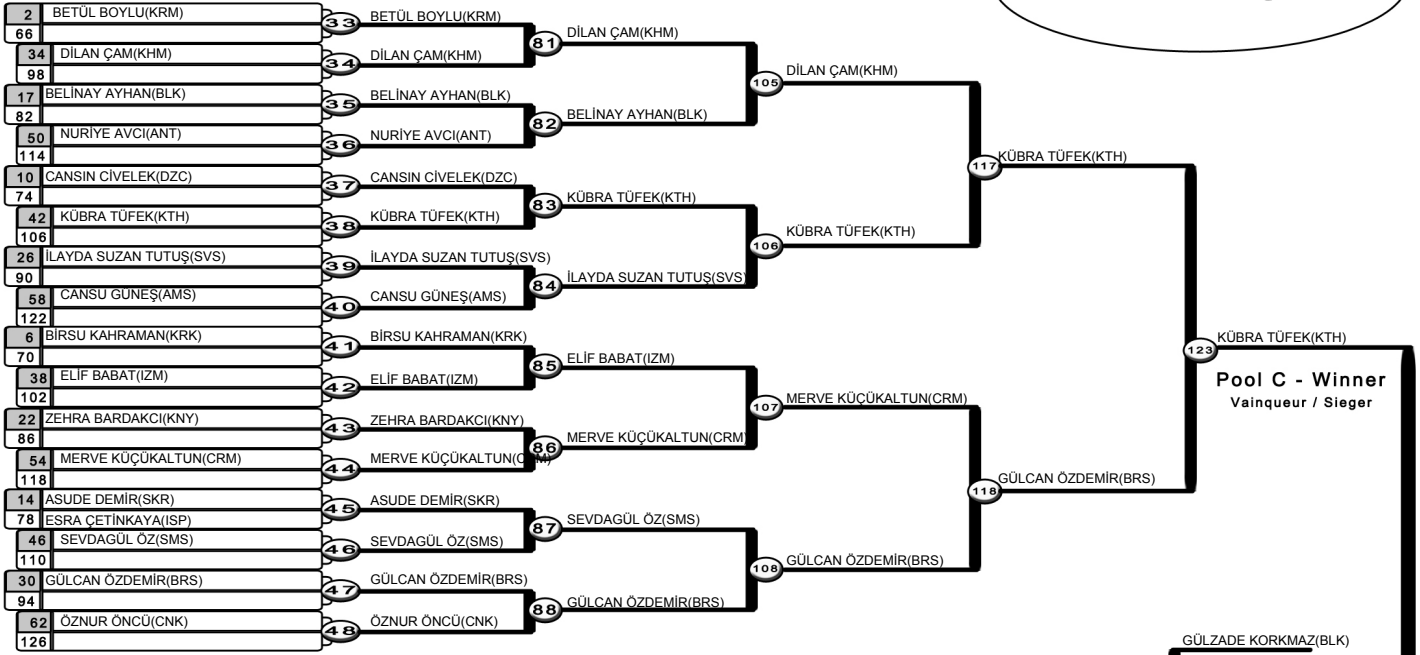 2 BETÜL BOYLU(KRM)
66
34 DİLAN ÇAM(KHM)
98
17 BELİNAY AYHAN(BLK)
82
50 NURİYE AVCI(ANT)
114
10 CANSIN CİVELEK(DZC)
74
42 KÜBRA TÜFEK(KTH)
106
26 İLAYDA SUZAN TUTUŞ(SVS)
90
58 CANSU GÜNEŞ(AMS)
122
6 BİRSU KAHRAMAN(KRK)
70
38 ELİF BABAT(IZM)
102
22 ZEHRA BARDAKCI(KNY)
86
54 MERVE KÜÇÜKALTUN(CRM)
118
14 ASUDE DEMİR(SKR)
78 ESRA ÇETİNKAYA(ISP)
46 SEVDAGÜL ÖZ(SMS)
110
30 GÜLCAN ÖZDEMİR(BRS)
94
62 ÖZNUR ÖNCÜ(CNK)
126
33 BETÜL BOYLU(KRM)
34 DİLAN ÇAM(KHM)
35 BELİNAY AYHAN(BLK)
36 NURİYE AVCI(ANT)
37 CANSIN CİVELEK(DZC)
38 KÜBRA TÜFEK(KTH)
39 İLAYDA SUZAN TUTUŞ(SVS)
40 CANSU GÜNEŞ(AMS)
41 BİRSU KAHRAMAN(KRK)
42 ELİF BABAT(IZM)
43 ZEHRA BARDAKCI(KNY)
44 MERVE KÜÇÜKALTUN(CRM)
45 ASUDE DEMİR(SKR)
46 SEVDAGÜL ÖZ(SMS)
47 GÜLCAN ÖZDEMİR(BRS)
48 ÖZNUR ÖNCÜ(CNK)
81 DİLAN ÇAM(KHM)
82 BELİNAY AYHAN(BLK)
83 KÜBRA TÜFEK(KTH)
84 İLAYDA SUZAN TUTUŞ(SVS)
85 ELİF BABAT(IZM)
86 MERVE KÜÇÜKALTUN(CRM)
87 SEVDAGÜL ÖZ(SMS)
88 GÜLCAN ÖZDEMİR(BRS)
105 DİLAN ÇAM(KHM)
106 KÜBRA TÜFEK(KTH)
107 MERVE KÜÇÜKALTUN(CRM)
108 GÜLCAN ÖZDEMİR(BRS)
117 KÜBRA TÜFEK(KTH)
118 GÜLCAN ÖZDEMİR(BRS)
123 KÜBRA TÜFEK(KTH)
Pool C - Winner
Vainqueur / Sieger
GÜLZADE KORKMAZ(BLK)